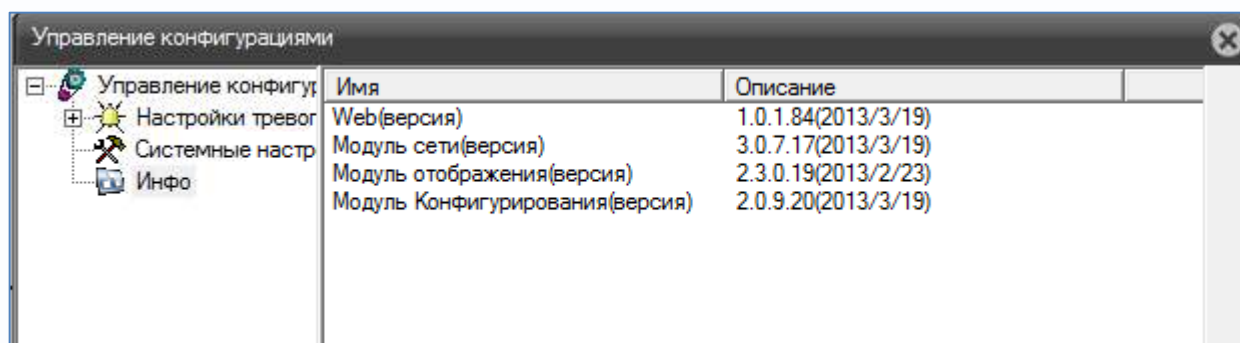 Управление конфигурациями
Управление конфигур
Настройки тревог
Системные настр
Инфо
Имя Описание
Web(версия) 1.0.1.84(2013/3/19)
Модуль сети(версия) 3.0.7.17(2013/3/19)
Модуль отображения(версия) 2.3.0.19(2013/2/23)
Модуль Конфигурирования(версия) 2.0.9.20(2013/3/19)